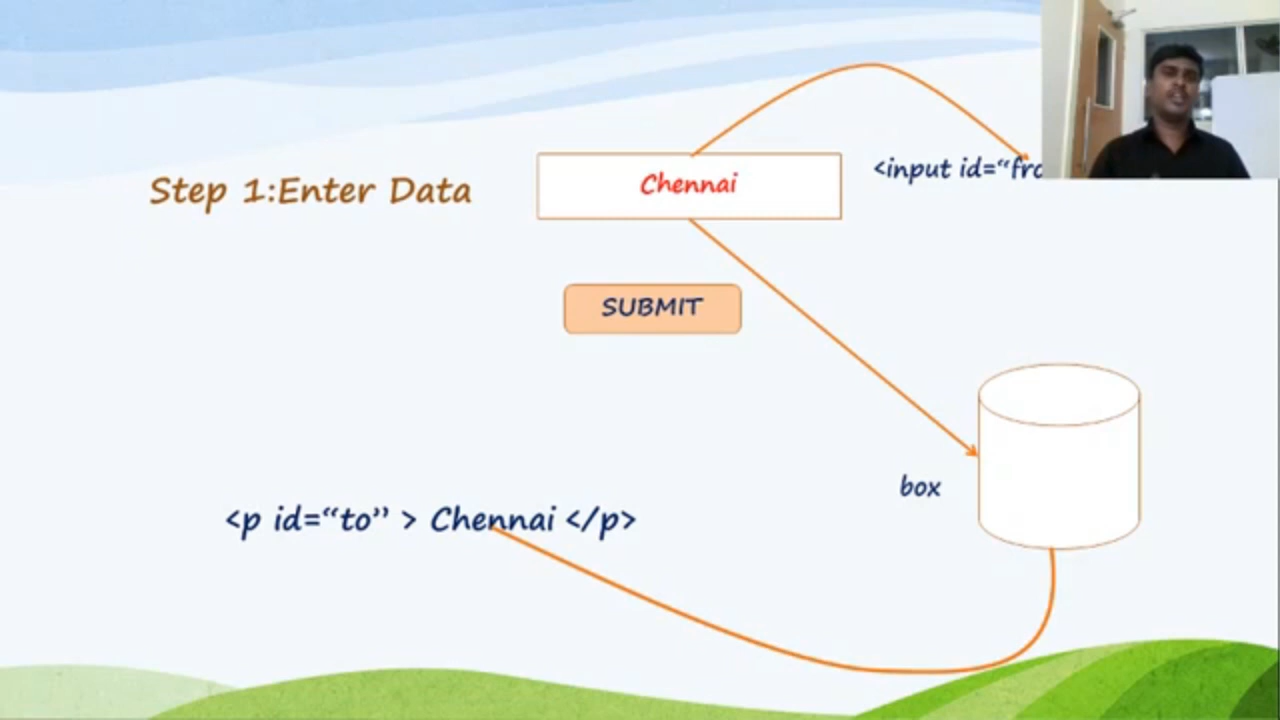 Step 1:Enter Data
Chennai
<input id="fro
SUBMIT
box
<p id="to" > Chennai </p>